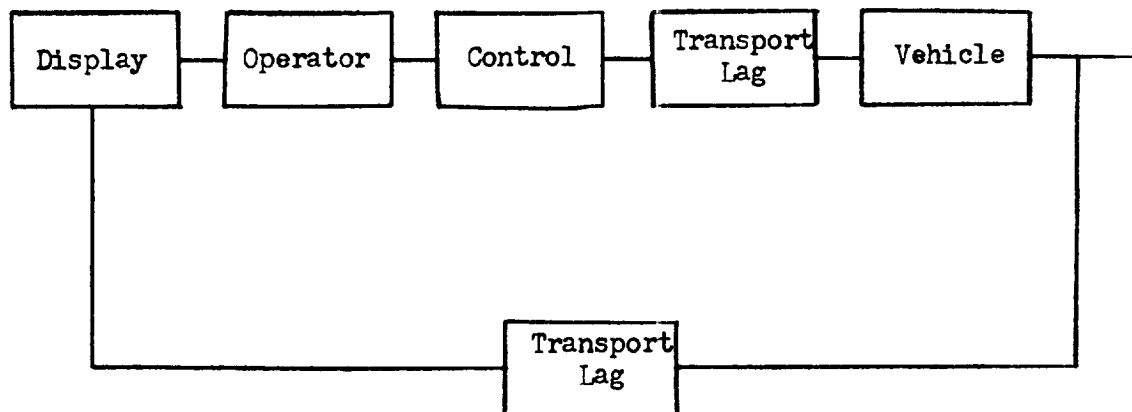 Display
Operator
Control
Transport
Lag
Vehicle
Transport
Lag